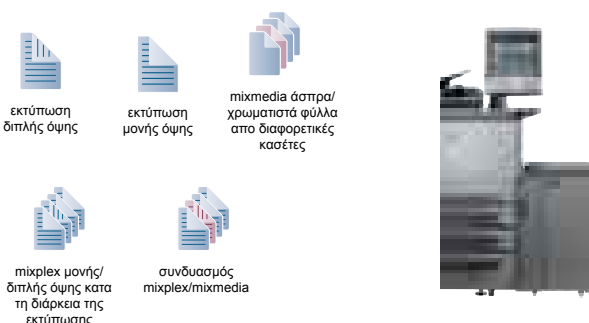 εκτύπωση
διπλής όψης
εκτύπωση
μονής όψης
mixmedia άσπρα/
χρωματιστά φύλλα
απο διαφορετικές
κασέτες
mixplex μονής/
διπλής όψης κατα
τη διάρκεια της
εκτύπωσης
συνδυασμός
mixplex/mixmedia